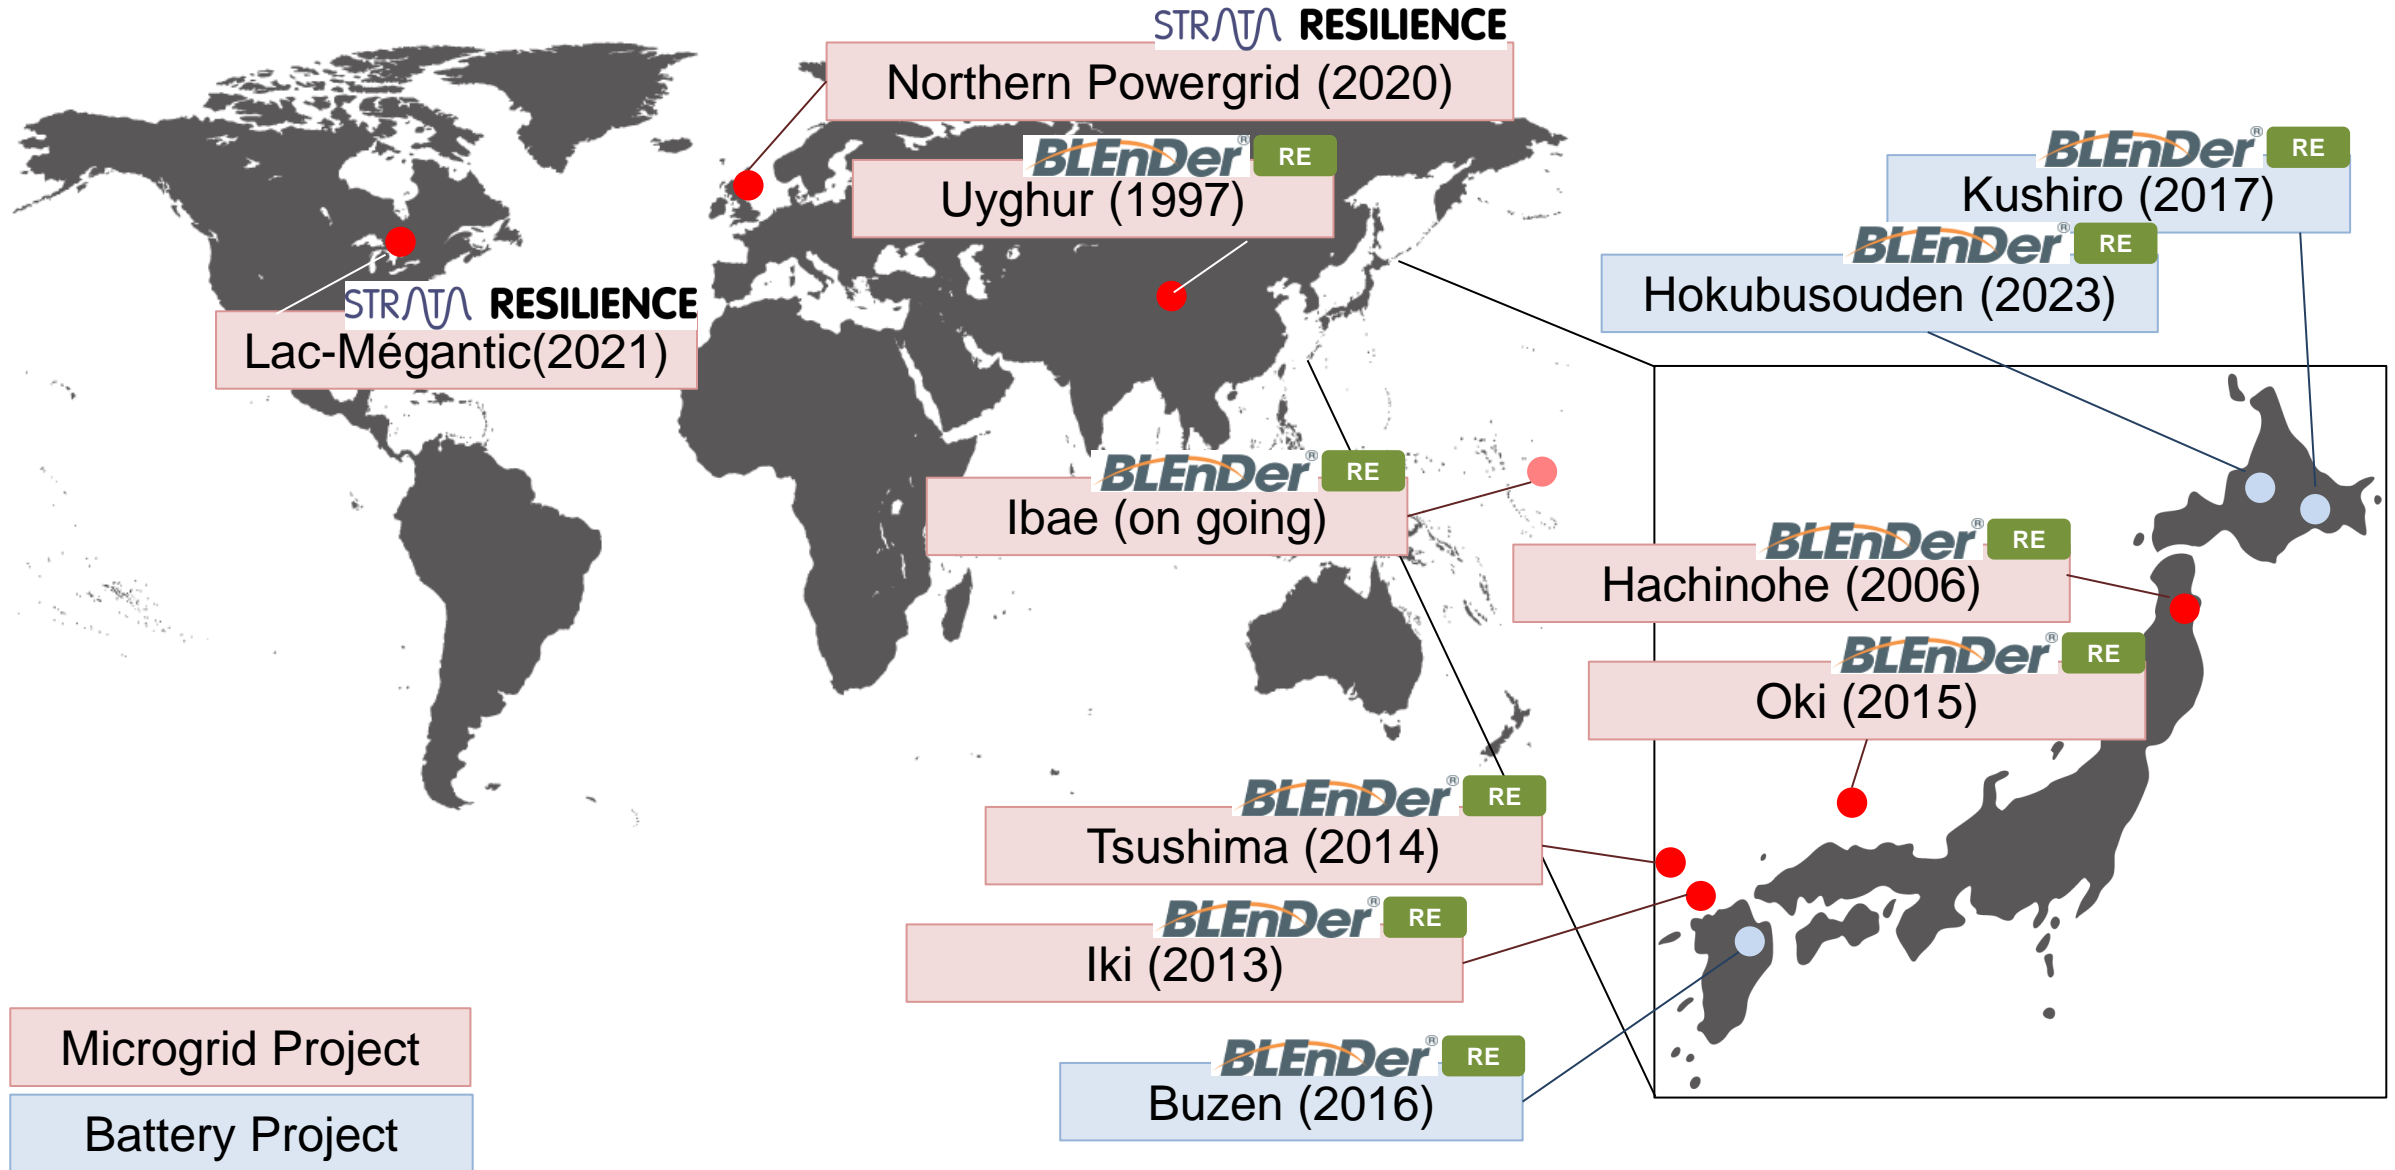 STRATA RESILIENCE
Northern Powergrid (2020)
BLEnDer® RE
Uyghur (1997)
BLEnDer® RE
Kushiro (2017)
BLEnDer® RE
Hokubusouden (2023)
STRATA RESILIENCE
Lac-Mégantic(2021)
BLEnDer® RE
Ibae (on going)
BLEnDer® RE
Hachinohe (2006)
BLEnDer® RE
Oki (2015)
BLEnDer® RE
Tsushima (2014)
BLEnDer® RE
Iki (2013)
BLEnDer® RE
Buzen (2016)
Microgrid Project
Battery Project